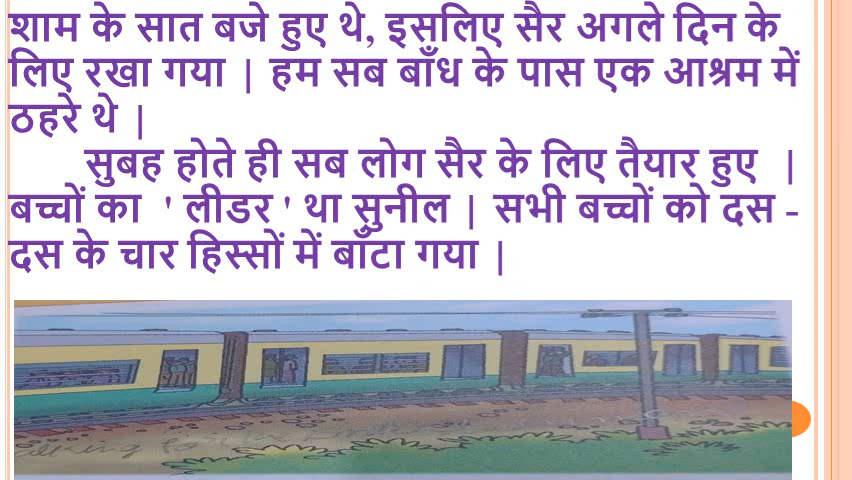 शाम के सात बजे हुए थे, इसलिए सैर अगले दिन के
लिए रखा गया | हम सब बाँध के पास एक आश्रम में
ठहरे थे |
सुबह होते ही सब लोग सैर के लिए तैयार हुए |
बच्चों का ' लीडर ' था सुनील | सभी बच्चों को दस -
दस के चार हिस्सों में बाँटा गया |